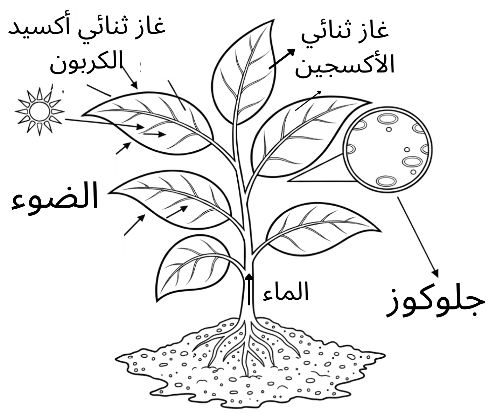 غاز ثنائي أكسيد
الكربون
غاز ثنائي
الأكسجين
الضوء
الماء
جلوكوز